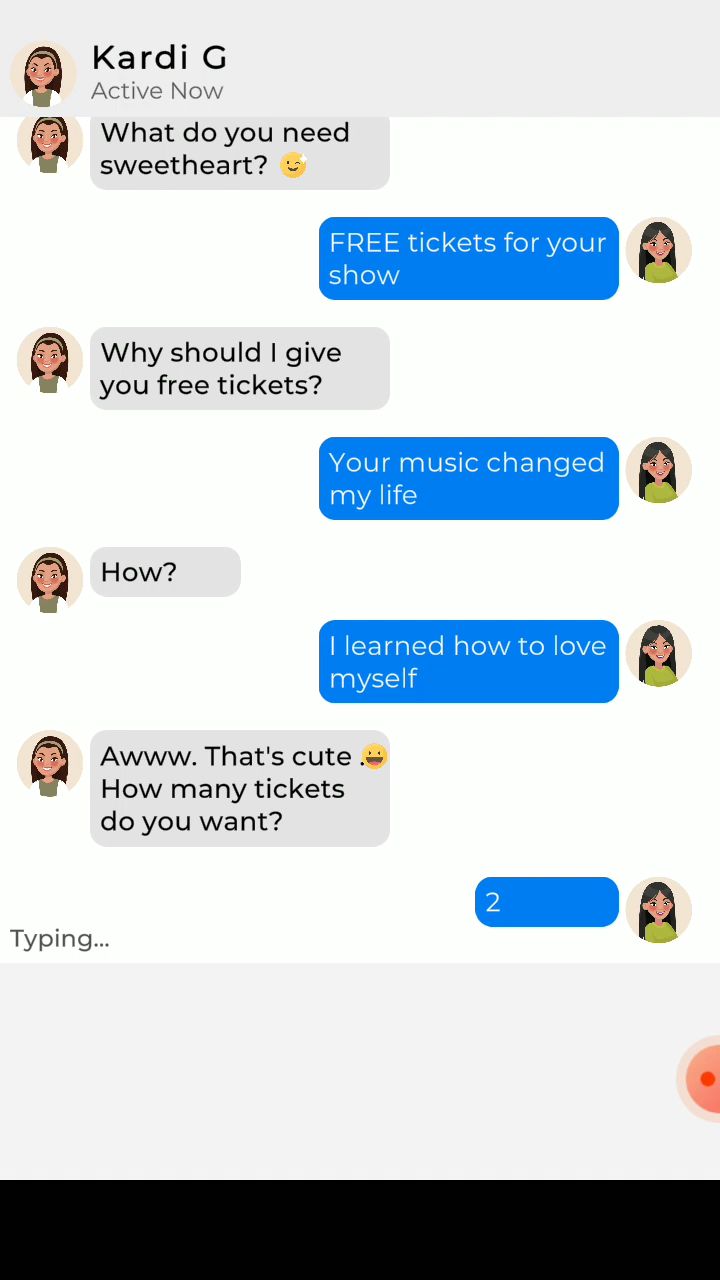 Kardi G
Active Now
What do you need
sweetheart? 😉
FREE tickets for your
show
Why should I give
you free tickets?
Your music changed
my life
How?
I learned how to love
myself
Awww. That's cute .😀
How many tickets
do you want?
2
Typing...